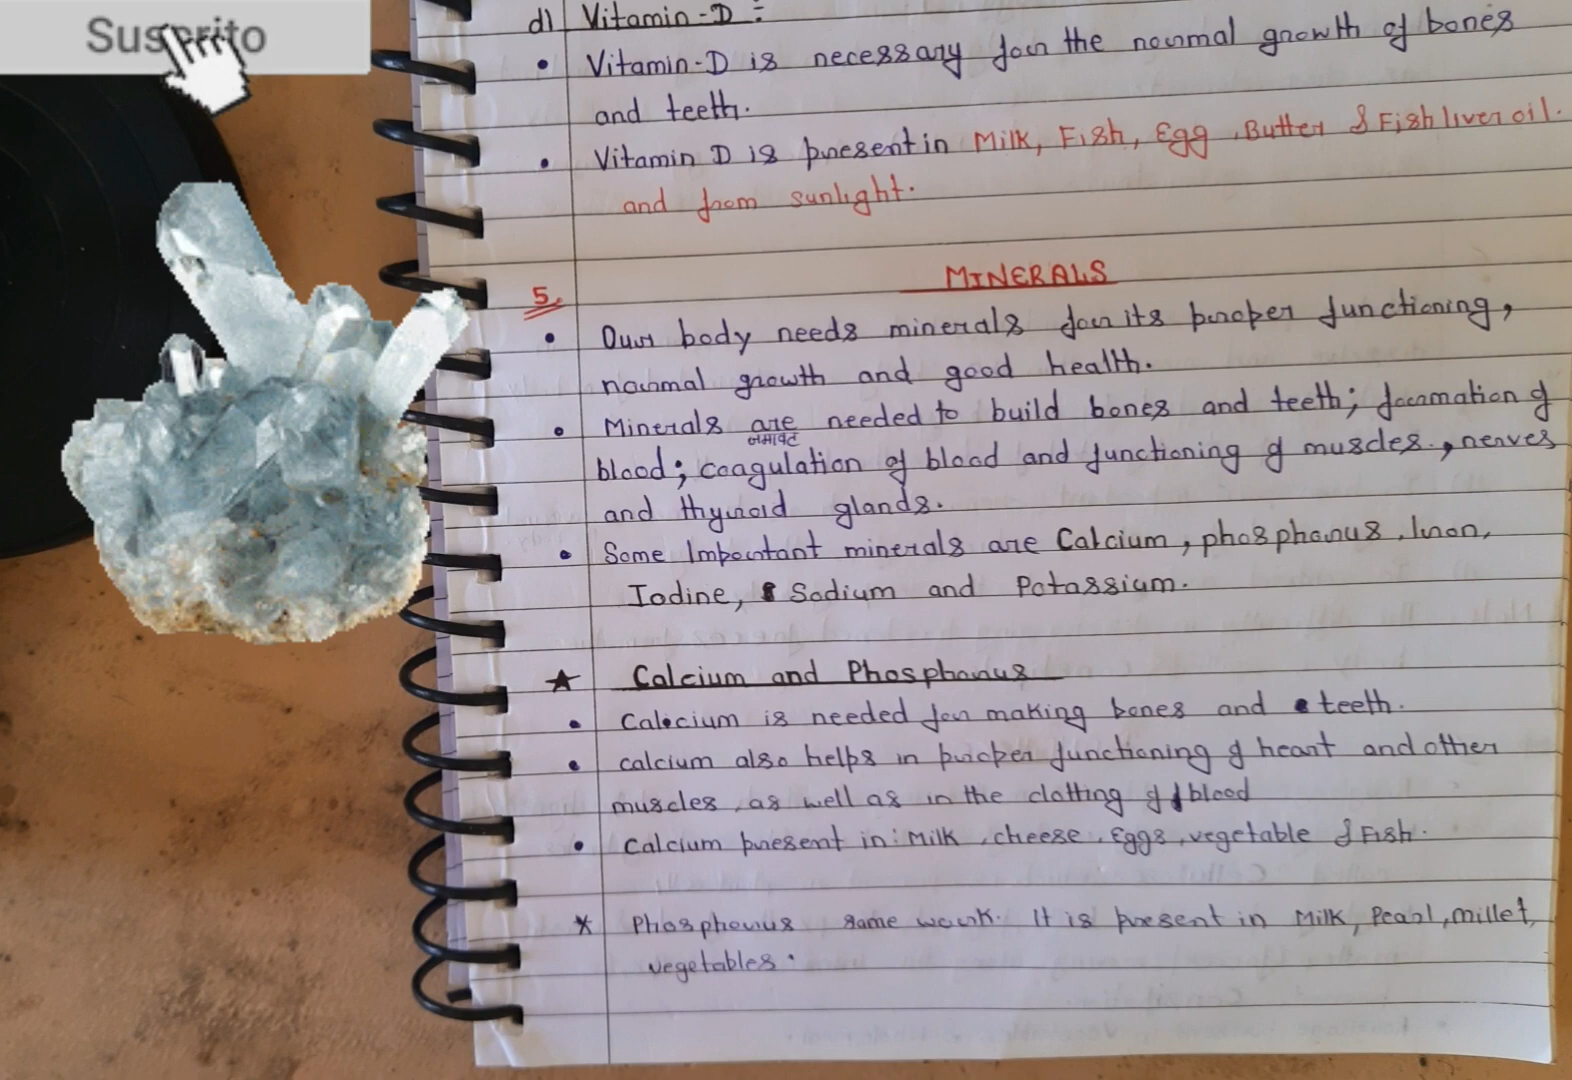 Suscrito
d) Vitamin-D :
• Vitamin-D is necessary for the normal growth of bones
and teeth.
• Vitamin D is present in Milk, Fish, Egg, Butter & Fish liver oil.
and from sunlight.
5. MINERALS
• Our body needs minerals for its proper functioning,
normal growth and good health.
• Minerals are needed to build bones and teeth; formation of
जमावट
blood; coagulation of blood and functioning of muscles, nerves
and thyroid glands.
• Some Important minerals are Calcium, phosphorus, Iron,
Iodine, Sodium and Potassium.
★ Calcium and Phosphorus
• Calcium is needed for making bones and teeth.
• calcium also helps in proper functioning of heart and other
muscles, as well as in the clotting of blood
• Calcium present in: Milk, cheese, Eggs, vegetable & Fish.
* Phosphorus same work. It is present in Milk, Pearl, millet,
vegetables.